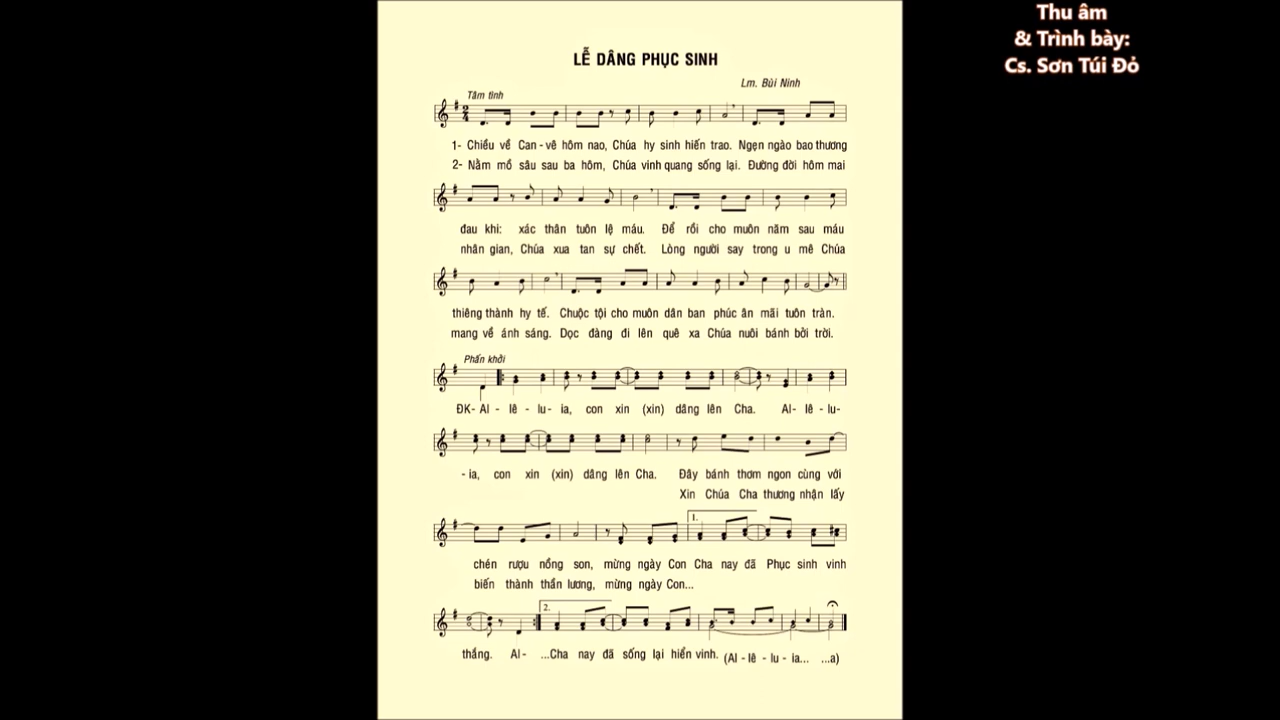 Thu âm
& Trình bày:
Cs. Sơn Túi Đỏ
LỄ DÂNG PHỤC SINH
Lm. Bùi Ninh
Tâm tình
1- Chiều về Can-vê hôm nao, Chúa hy sinh hiến trao. Ngẹn ngào bao thương
2- Nằm mồ sâu sau ba hôm, Chúa vinh quang sống lại. Đường đời hôm mai
đau khi: xác thân tuôn lệ máu. Để rồi cho muôn năm sau máu
nhân gian, Chúa xua tan sự chết. Lòng người say trong u mê Chúa
thiêng thành hy tế. Chuộc tội cho muôn dân ban phúc ân mãi tuôn tràn.
mang về ánh sáng. Dọc đàng đi lên quê xa Chúa nuôi bánh bởi trời.
Phấn khởi
ĐK- Al - lê - lu - ia, con xin (xin) dâng lên Cha. Al- lê - lu-
- ia, con xin (xin) dâng lên Cha. Đây bánh thơm ngon cùng với
Xin Chúa Cha thương nhận lấy
1.
chén rượu nồng son, mừng ngày Con Cha nay đã Phục sinh vinh
biến thành thần lương, mừng ngày Con...
2.
thắng. Al- ...Cha nay đã sống lại hiển vinh. (Al - lê - lu - ia... ...a)